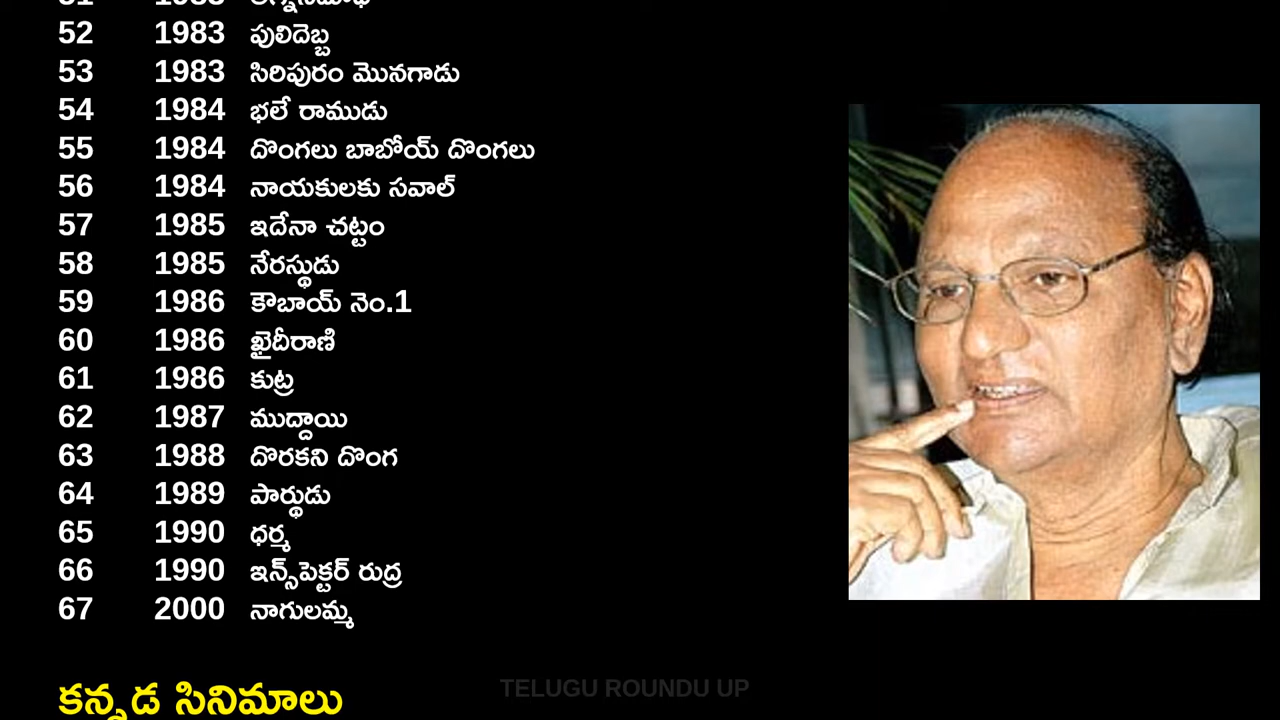 52 1983 పులిదెబ్బ
53 1983 సిరిపురం మొనగాడు
54 1984 భలే రాముడు
55 1984 దొంగలు బాబోయ్ దొంగలు
56 1984 నాయకులకు సవాల్
57 1985 ఇదేనా చట్టం
58 1985 నేరస్థుడు
59 1986 కౌబాయ్ నెం.1
60 1986 ఖైదీరాణి
61 1986 కుట్ర
62 1987 ముద్దాయి
63 1988 దొరకని దొంగ
64 1989 పార్థుడు
65 1990 ధర్మ
66 1990 ఇన్స్‌పెక్టర్ రుద్ర
67 2000 నాగులమ్మ
కన్నడ సినిమాలు
TELUGU ROUNDU UP